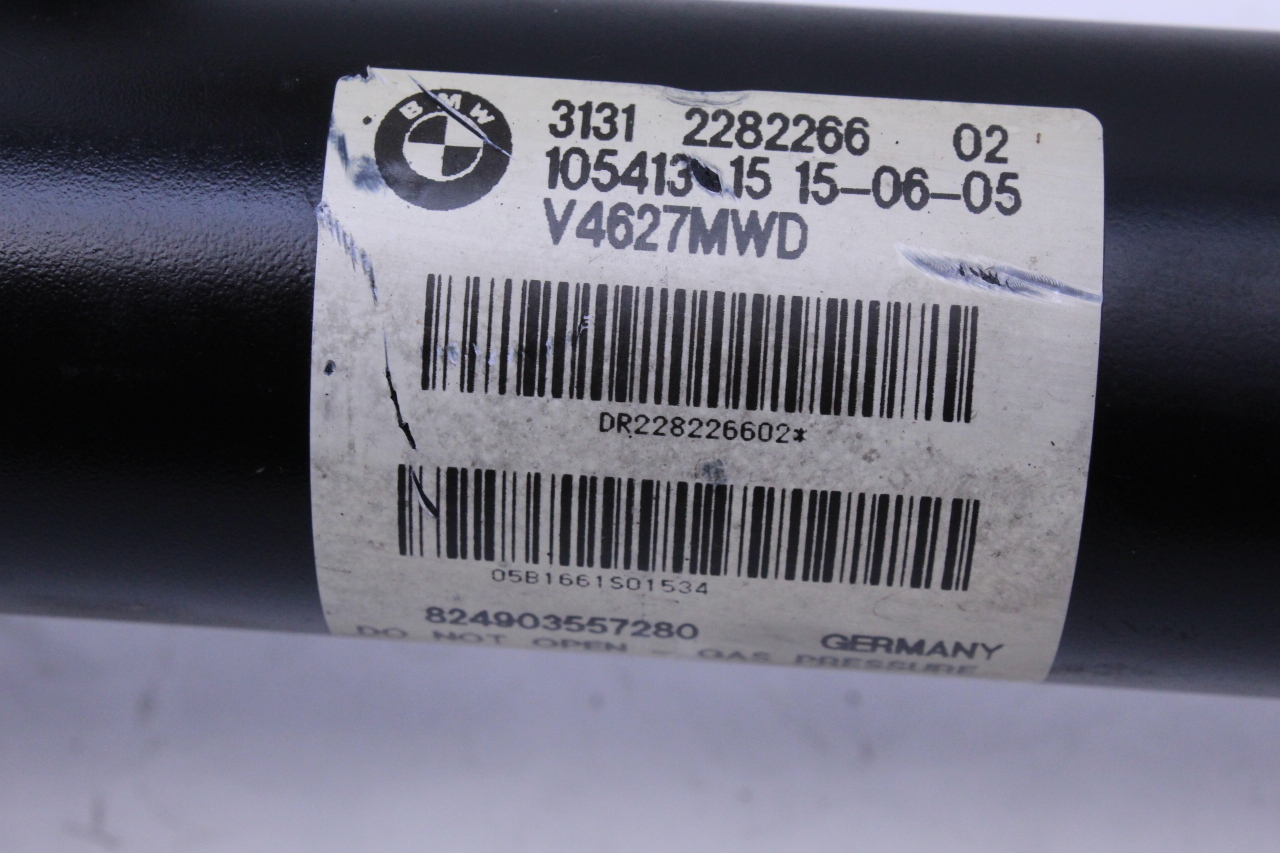 BMW
3131 2282266 02
105413 15 15-06-05
V4627MWD
DR228226602*
05B1661S01534
824903557280 GERMANY
DO NOT OPEN - GAS PRESSURE